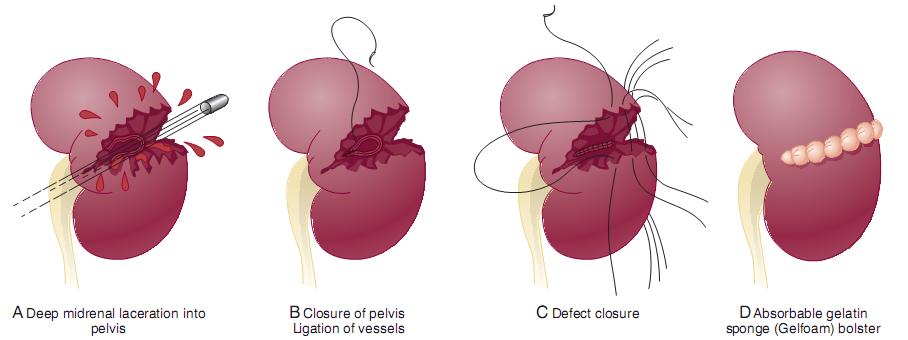 A Deep midrenal laceration into
pelvis
B Closure of pelvis
Ligation of vessels
C Defect closure
D Absorbable gelatin
sponge (Gelfoam) bolster